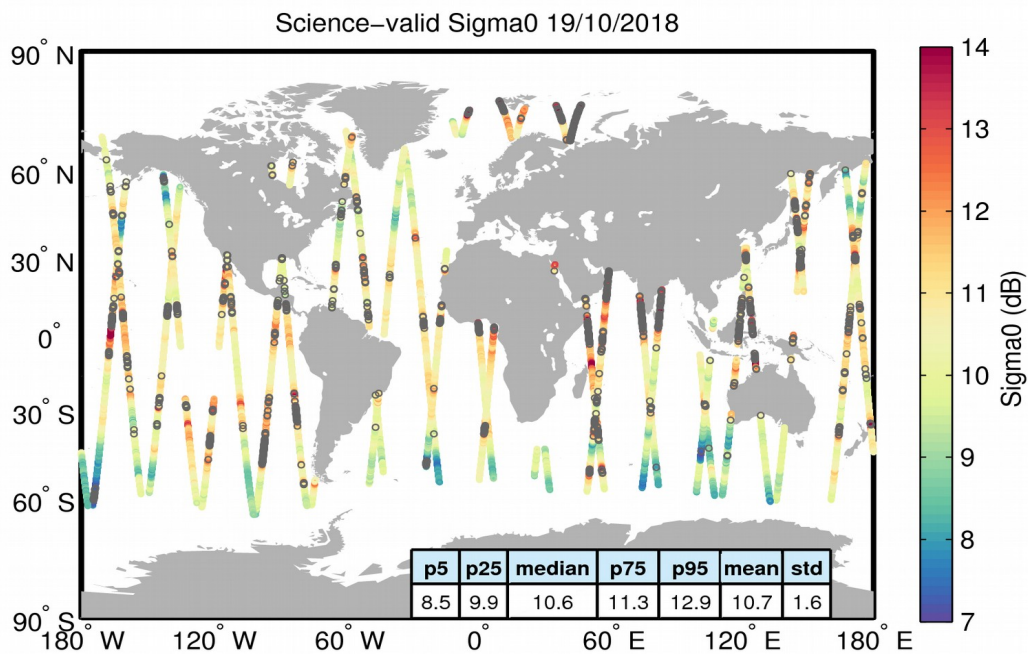 Science-valid Sigma0 19/10/2018
90° N
60° N
30° N
0°
30° S
60° S
90° S
180° W
120° W
60° W
0°
60° E
120° E
180° E
p5 p25 median p75 p95 mean std
8.5 9.9 10.6 11.3 12.9 10.7 1.6
14
13
12
11
10
9
8
7
Sigma0 (dB)